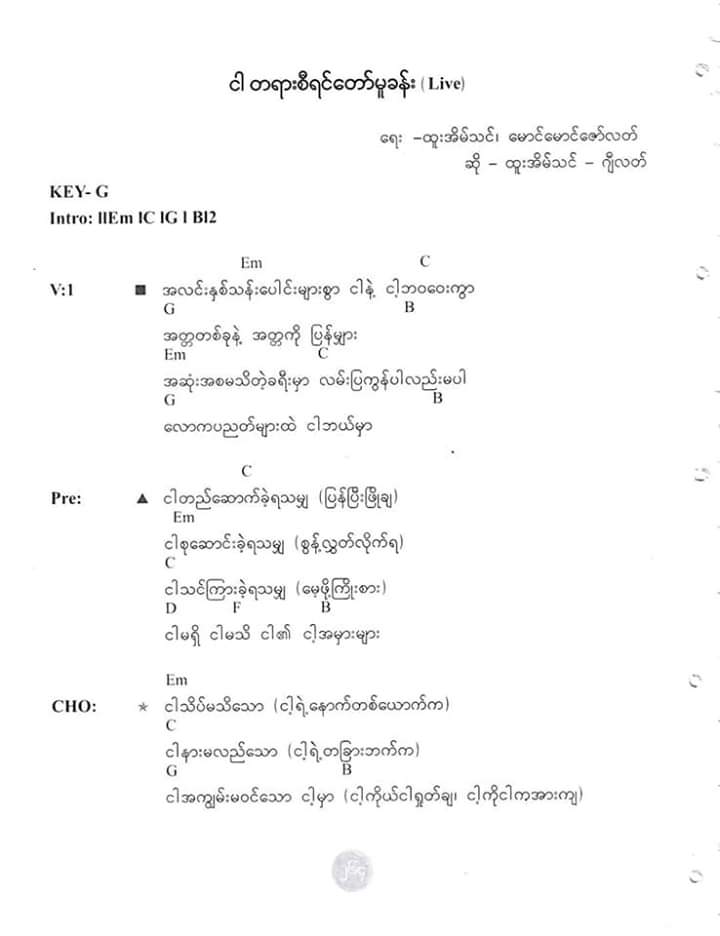 ငါ တရားစီရင်တော်မူခန်း (Live)
ရေး –ထူးအိမ်သင်၊ မောင်မောင်ဇော်လတ်
ဆို – ထူးအိမ်သင် – ဂျီလတ်
KEY- G
Intro: llEm lC lG l Bl2
Em C
V:1 ■ အလင်းနှစ်သန်းပေါင်းများစွာ ငါနဲ့ ငါ့ဘဝဝေးကွာ
G B
အတ္တတစ်ခုနဲ့ အတ္တကို ပြန်မျှား
Em C
အဆုံးအစမသိတဲ့ခရီးမှာ လမ်းပြကွန်ပါလည်းမပါ
G B
လောကပညတ်များထဲ ငါဘယ်မှာ
C
Pre: ▲ ငါတည်ဆောက်ခဲ့ရသမျှ (ပြန်ပြီးဖြိုချ)
Em
ငါစုဆောင်းခဲ့ရသမျှ (စွန့်လွှတ်လိုက်ရ)
C
ငါသင်ကြားခဲ့ရသမျှ (မေ့ဖို့ကြိုးစား)
D F B
ငါမရှိ ငါမသိ ငါ၏ ငါ့အမှားများ
Em
CHO: ★ ငါသိပ်မသိသော (ငါ့ရဲ့နောက်တစ်ယောက်က)
C
ငါနားမလည်သော (ငါ့ရဲ့တခြားဘက်က)
G B
ငါအကျွမ်းမဝင်သော ငါ့မှာ (ငါ့ကိုယ်ငါရှုတ်ချ၊ ငါ့ကိုငါကအားကျ)